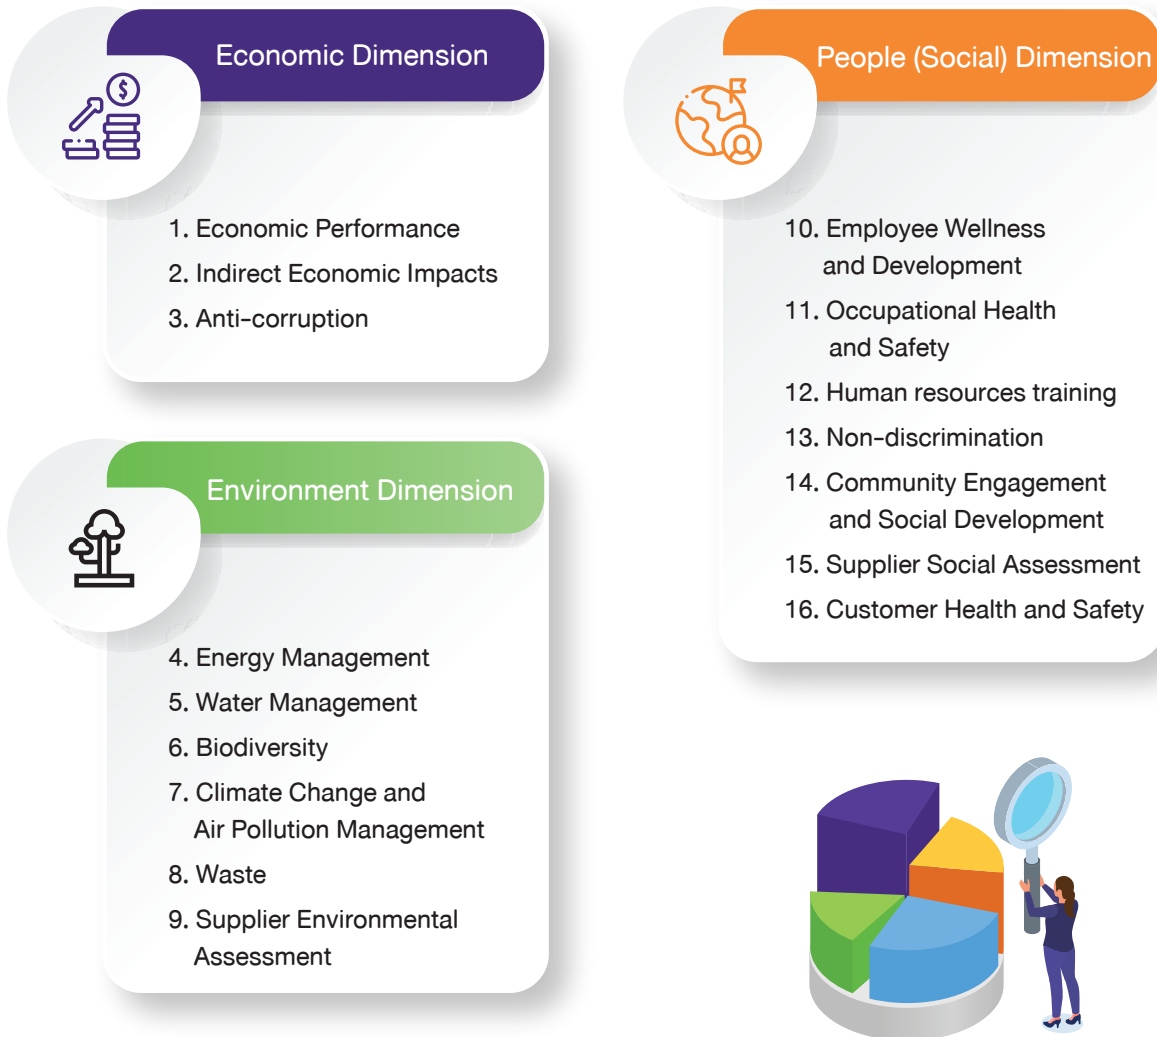 Economic Dimension
1. Economic Performance
2. Indirect Economic Impacts
3. Anti-corruption
Environment Dimension
4. Energy Management
5. Water Management
6. Biodiversity
7. Climate Change and
Air Pollution Management
8. Waste
9. Supplier Environmental
Assessment
People (Social) Dimension
10. Employee Wellness
and Development
11. Occupational Health
and Safety
12. Human resources training
13. Non-discrimination
14. Community Engagement
and Social Development
15. Supplier Social Assessment
16. Customer Health and Safety